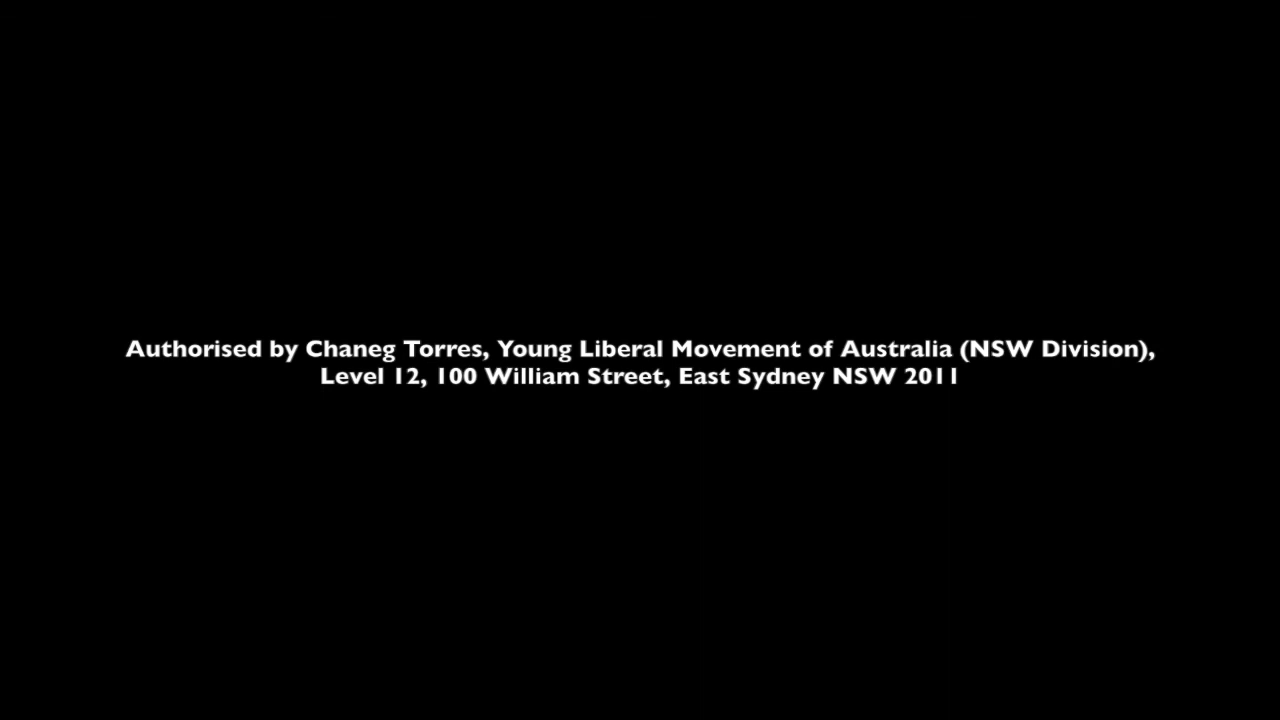 Authorised by Chaneg Torres, Young Liberal Movement of Australia (NSW Division),
Level 12, 100 William Street, East Sydney NSW 2011